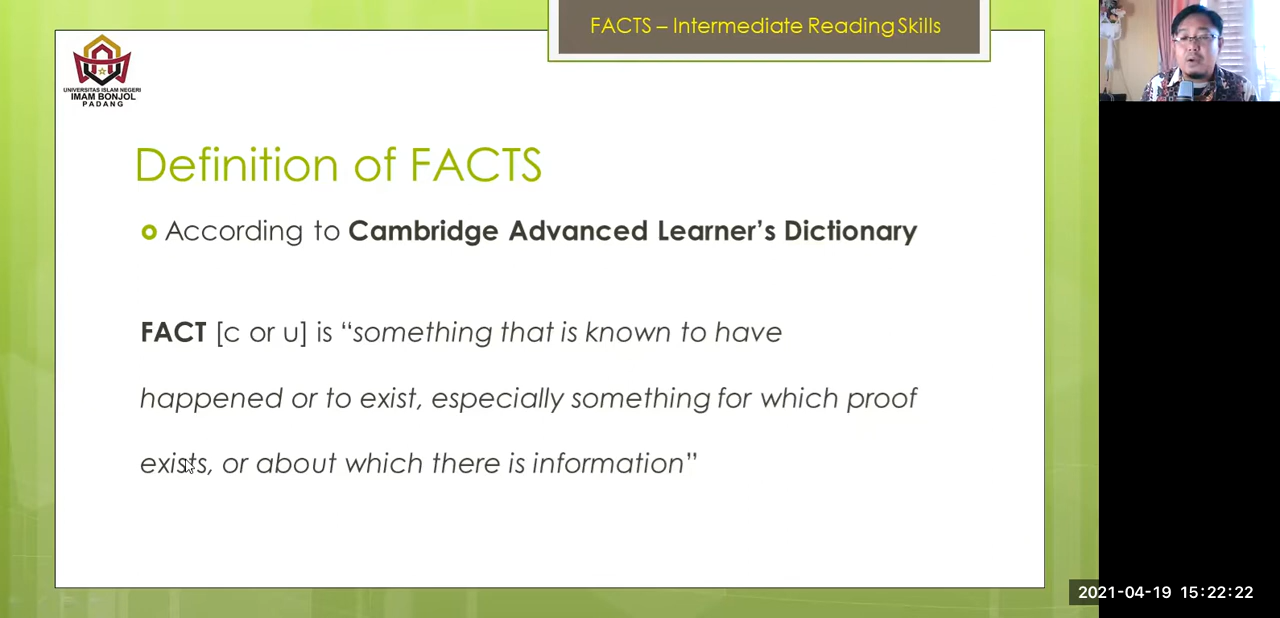 FACTS – Intermediate Reading Skills
UNIVERSITAS ISLAM NEGERI
IMAM BONJOL
PADANG
Definition of FACTS
According to Cambridge Advanced Learner’s Dictionary
FACT [c or u] is “something that is known to have
happened or to exist, especially something for which proof
exists, or about which there is information”
2021-04-19 15:22:22